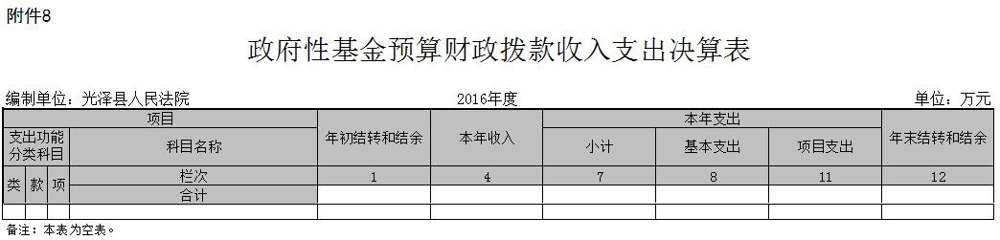 附件8
政府性基金预算财政拨款收入支出决算表
编制单位：光泽县人民法院 2016年度 单位：万元
项目 年初结转和结余 本年收入 本年支出 年末结转和结余
支出功能分类科目 科目名称 小计 基本支出 项目支出
类 款 项 栏次 1 4 7 8 11 12
合计
备注：本表为空表。